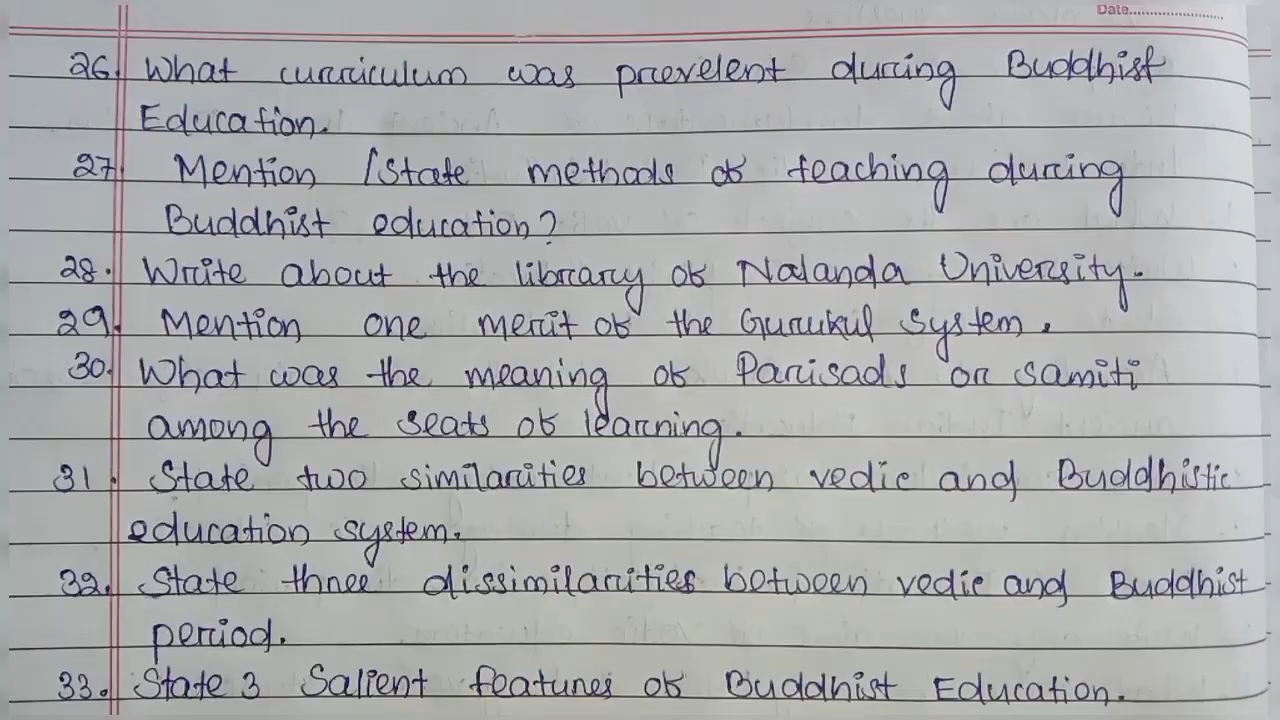 Date........................
26. What curriculum was prevelent during Buddhist
Education.
27. Mention /State methods of teaching during
Buddhist education?
28. Write about the library of Nalanda University.
29. Mention one merit of the Gurukul system.
30. What was the meaning of Parisads or samiti
among the seats of learning.
31. State two similarities between vedic and Buddhistic
education system.
32. State three dissimilarities between vedic and Buddhist
period.
33. State 3 Salient features of Buddhist Education.